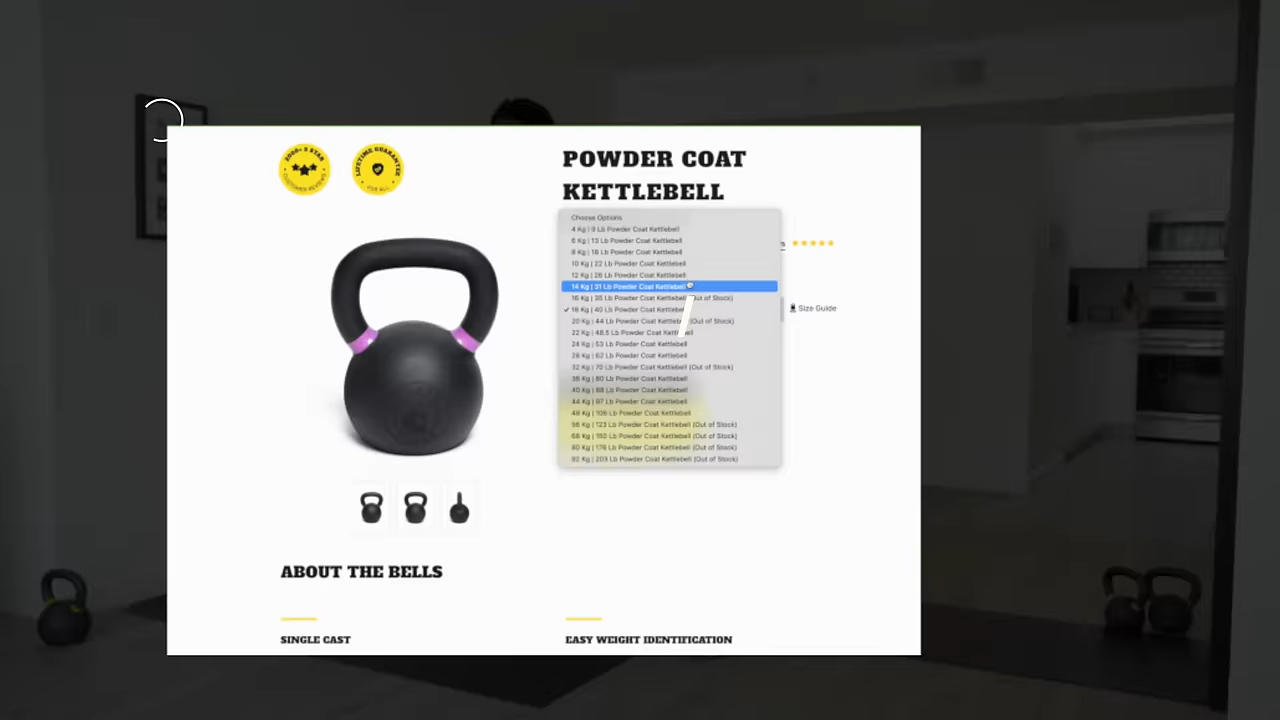 2000+ 5 STAR
CUSTOMER REVIEWS
LIFETIME GUARANTEE
FOR ALL
POWDER COAT
KETTLEBELL
Choose Options
4 Kg | 9 Lb Powder Coat Kettlebell
6 Kg | 13 Lb Powder Coat Kettlebell
8 Kg | 18 Lb Powder Coat Kettlebell
10 Kg | 22 Lb Powder Coat Kettlebell
12 Kg | 26 Lb Powder Coat Kettlebell
14 Kg | 31 Lb Powder Coat Kettlebell
16 Kg | 35 Lb Powder Coat Kettlebell (Out of Stock)
18 Kg | 40 Lb Powder Coat Kettlebell
20 Kg | 44 Lb Powder Coat Kettlebell (Out of Stock)
22 Kg | 48.5 Lb Powder Coat Kettlebell
24 Kg | 53 Lb Powder Coat Kettlebell
28 Kg | 62 Lb Powder Coat Kettlebell
32 Kg | 70 Lb Powder Coat Kettlebell (Out of Stock)
36 Kg | 80 Lb Powder Coat Kettlebell
40 Kg | 88 Lb Powder Coat Kettlebell
44 Kg | 97 Lb Powder Coat Kettlebell
48 Kg | 106 Lb Powder Coat Kettlebell
56 Kg | 123 Lb Powder Coat Kettlebell (Out of Stock)
68 Kg | 150 Lb Powder Coat Kettlebell (Out of Stock)
80 Kg | 176 Lb Powder Coat Kettlebell (Out of Stock)
92 Kg | 203 Lb Powder Coat Kettlebell (Out of Stock)
s
Size Guide
ABOUT THE BELLS
SINGLE CAST
EASY WEIGHT IDENTIFICATION